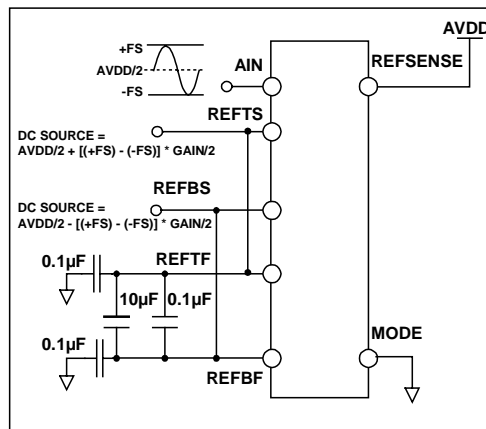 AVDD
+FS
AVDD/2
-FS
AIN
REFSENSE
REFTS
DC SOURCE =
AVDD/2 + [(+FS) - (-FS)] * GAIN/2
REFBS
DC SOURCE =
AVDD/2 - [(+FS) - (-FS)] * GAIN/2
0.1µF
REFTF
10µF
0.1µF
MODE
0.1µF
REFBF